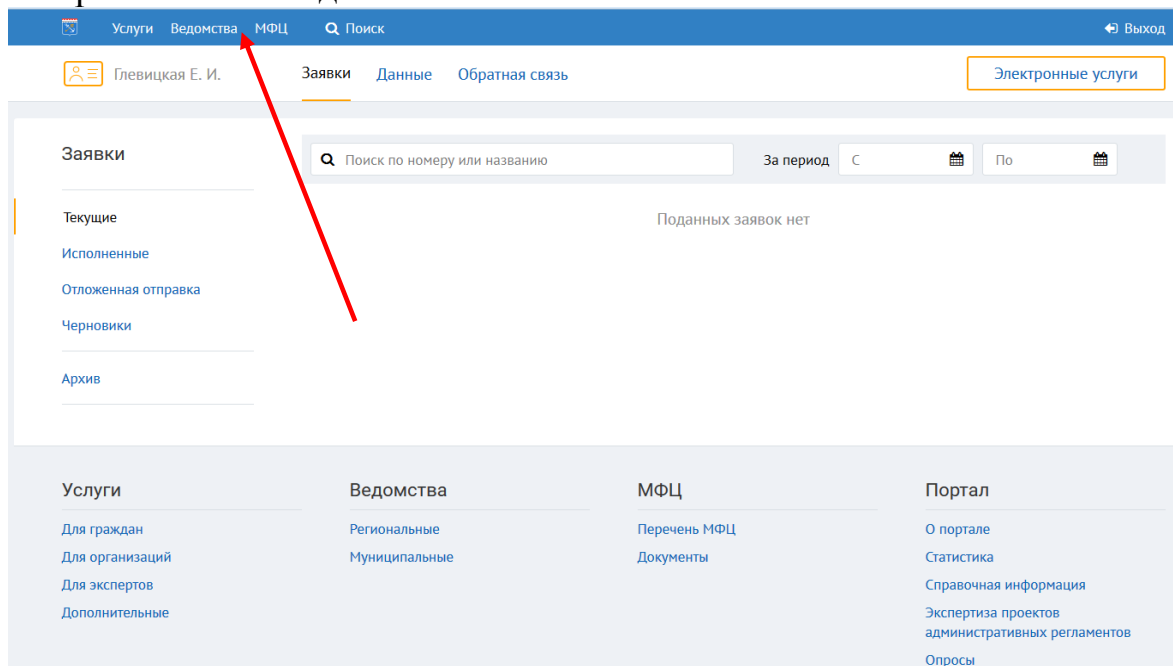 Услуги Ведомства МФЦ Поиск Выход
Глевицкая Е. И. Заявки Данные Обратная связь Электронные услуги
Заявки
Поиск по номеру или названию За период С По
Текущие
Поданных заявок нет
Исполненные
Отложенная отправка
Черновики
Архив
Услуги Ведомства МФЦ Портал
Для граждан Региональные Перечень МФЦ О портале
Для организаций Муниципальные Документы Статистика
Для экспертов Справочная информация
Дополнительные Экспертиза проектов
административных регламентов
Опросы